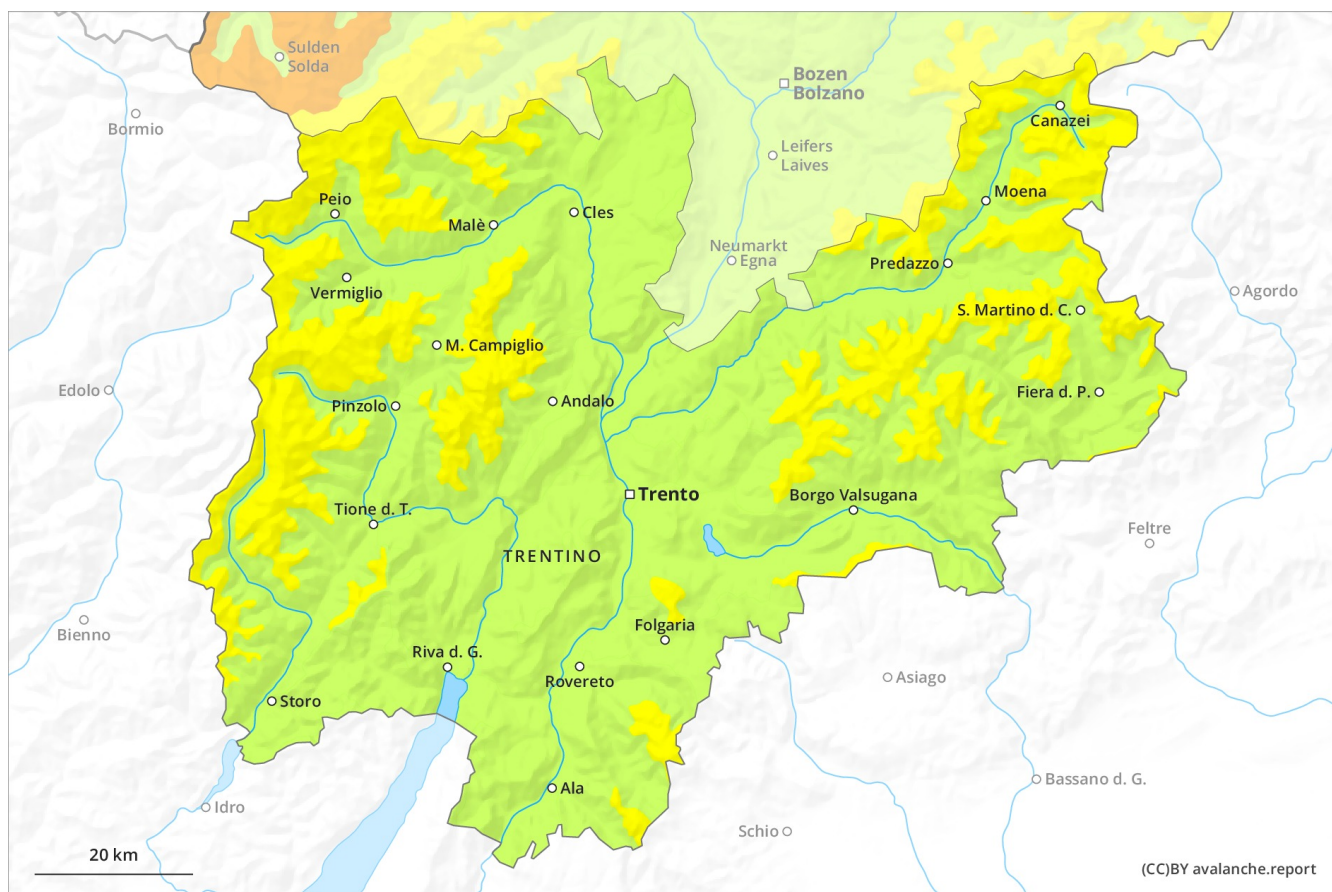 Sulden
Solda
Bozen
Bolzano
Bormio
Canazei
Leifers
Laives
Peio
Moena
Malè
Cles
Neumarkt
Egna
Predazzo
Vermiglio
Agordo
S. Martino d. C.
M. Campiglio
Edolo
Pinzolo
Andalo
Fiera d. P.
Trento
Borgo Valsugana
Tione d. T.
Feltre
TRENTINO
Bienno
Folgaria
Riva d. G.
Rovereto
Asiago
Storo
Bassano d. G.
Ala
Idro
Schio
20 km
(CC)BY avalanche.report